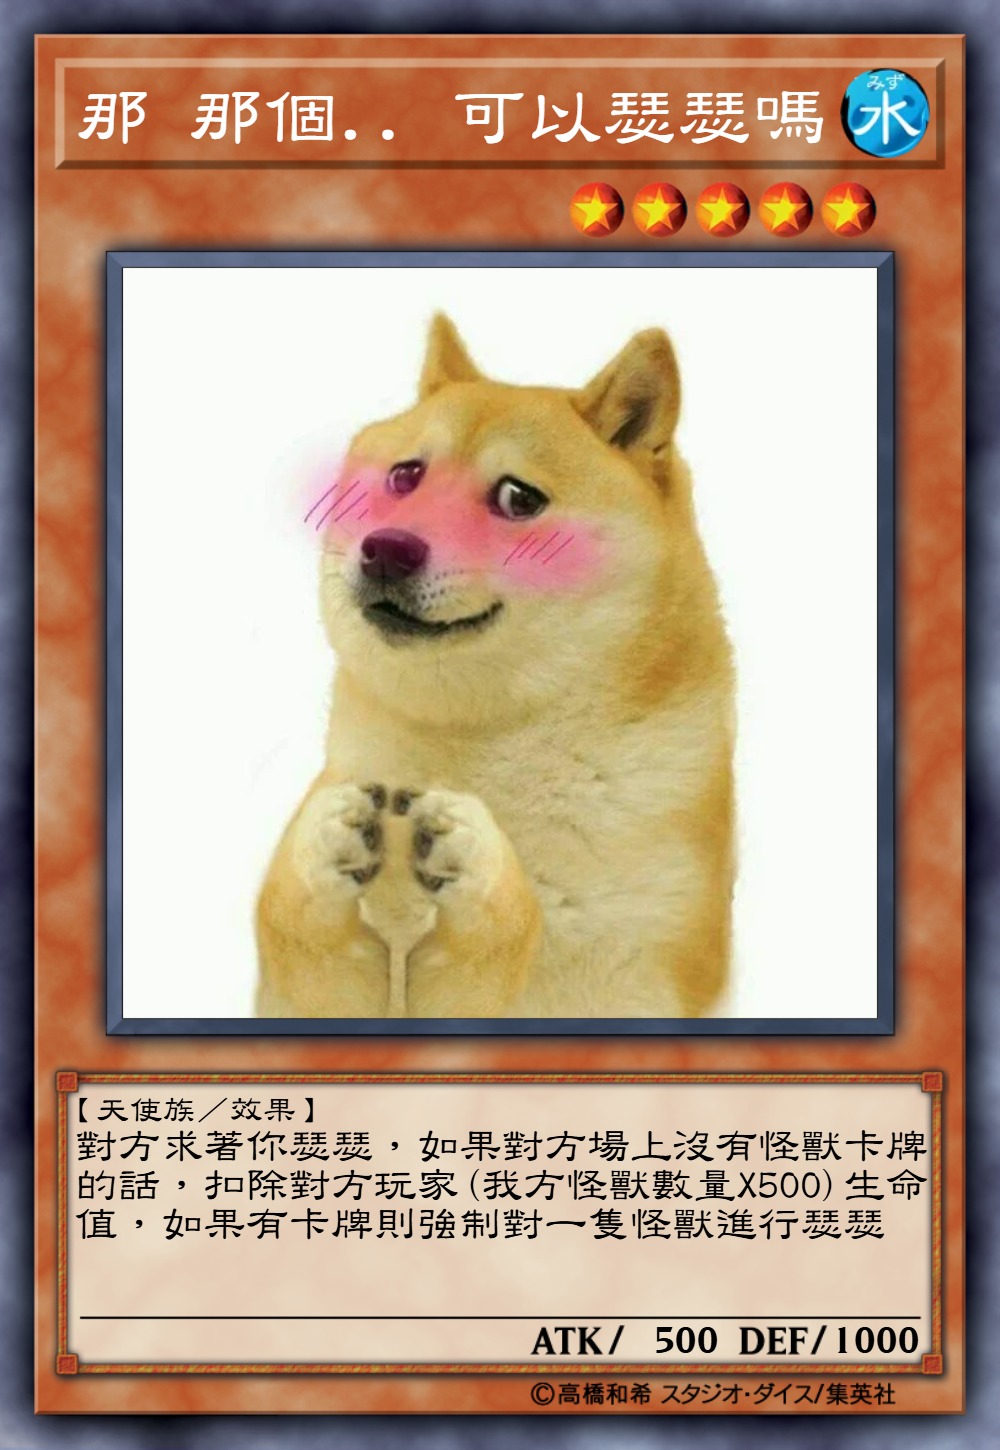 那 那個.. 可以瑟瑟嗎
みず
水
【天使族／效果】
對方求著你瑟瑟，如果對方場上沒有怪獸卡牌
的話，扣除對方玩家(我方怪獸數量X500)生命
值，如果有卡牌則強制對一隻怪獸進行瑟瑟
ATK/ 500 DEF/1000
©高橋和希 スタジオ・ダイス/集英社